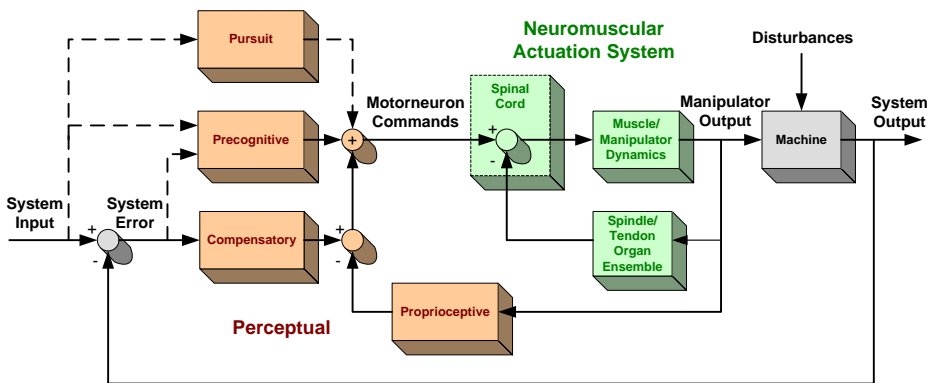 Neuromuscular
Actuation System
Disturbances
Pursuit
Spinal
Cord
Motorneuron
Commands
Manipulator
Output
System
Output
+
Precognitive
+
+
-
Muscle/
Manipulator
Dynamics
Machine
System
Input
System
Error
+
-
Compensatory
+
-
Spindle/
Tendon
Organ
Ensemble
Proprioceptive
Perceptual